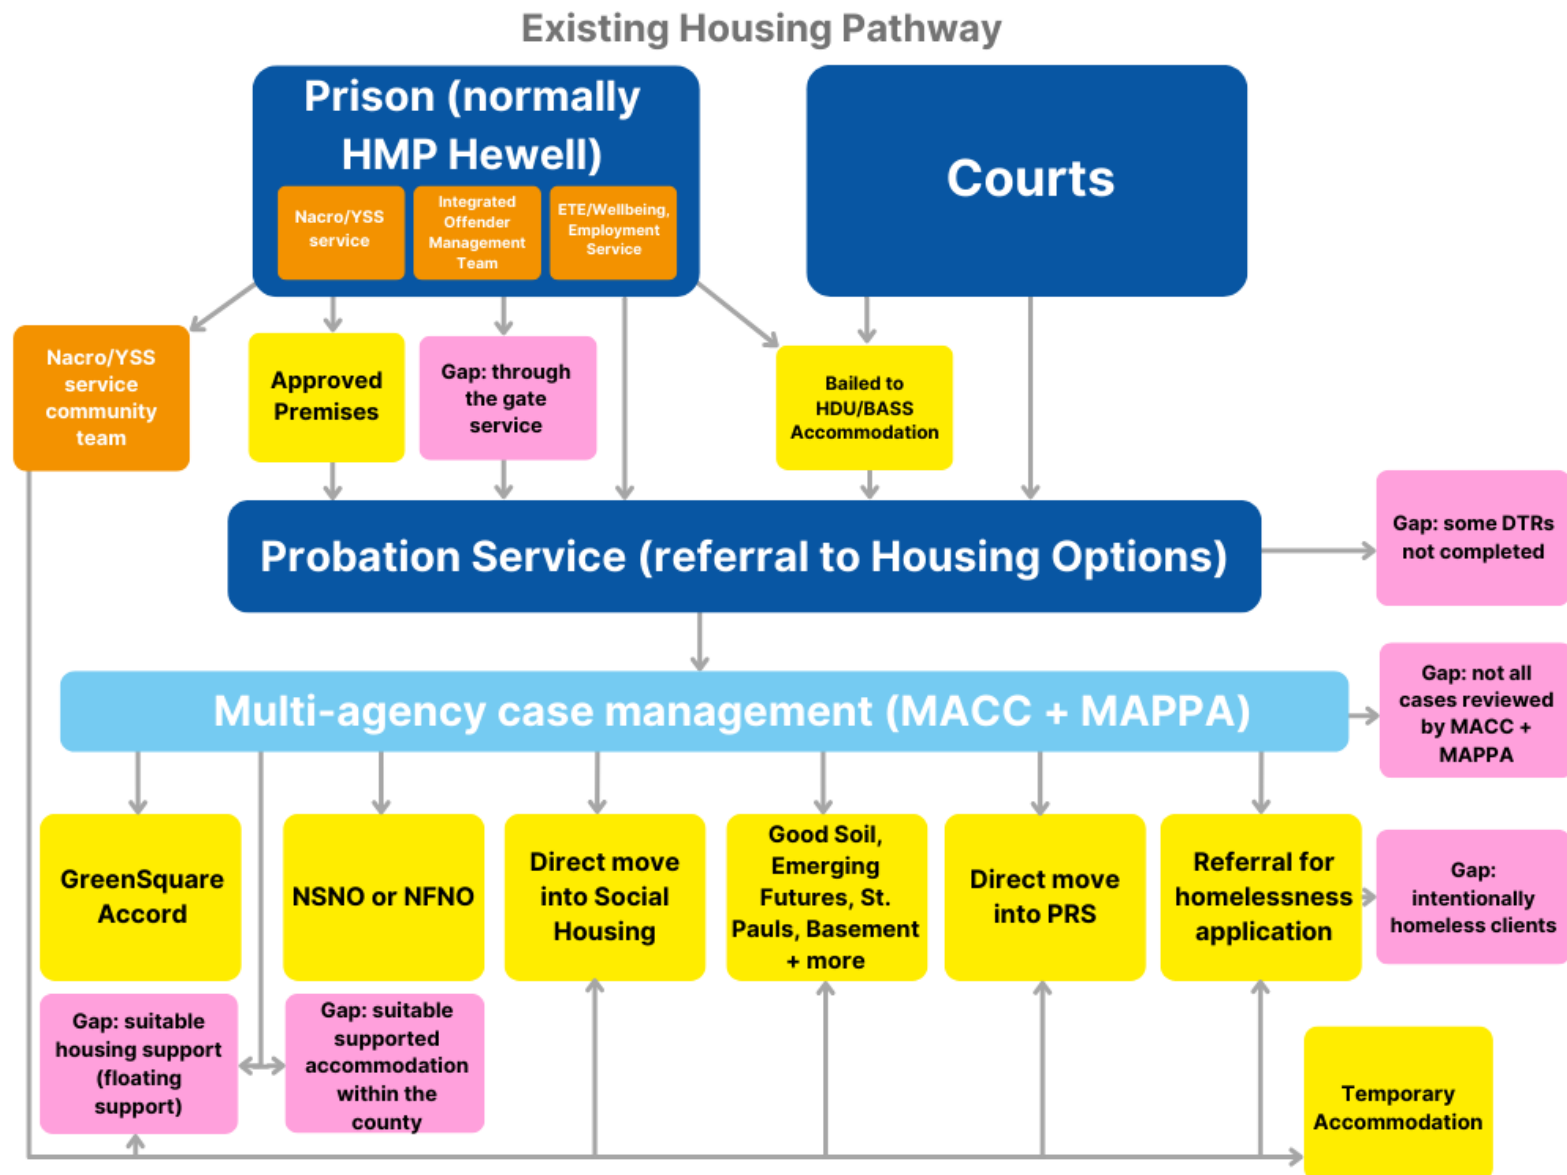 Existing Housing Pathway
Prison (normally
HMP Hewell)
Courts
Nacro/YSS
service
Integrated
Offender
Management
Team
ETE/Wellbeing,
Employment
Service
Nacro/YSS
service
community
team
Approved
Premises
Gap: through
the gate
service
Bailed to
HDU/BASS
Accommodation
Probation Service (referral to Housing Options)
Gap: some DTRs
not completed
Multi-agency case management (MACC + MAPPA)
Gap: not all
cases reviewed
by MACC +
MAPPA
GreenSquare
Accord
NSNO or NFNO
Direct move
into Social
Housing
Good Soil,
Emerging
Futures, St.
Pauls, Basement
+ more
Direct move
into PRS
Referral for
homelessness
application
Gap:
intentionally
homeless clients
Gap: suitable
housing support
(floating
support)
Gap: suitable
supported
accommodation
within the
county
Temporary
Accommodation